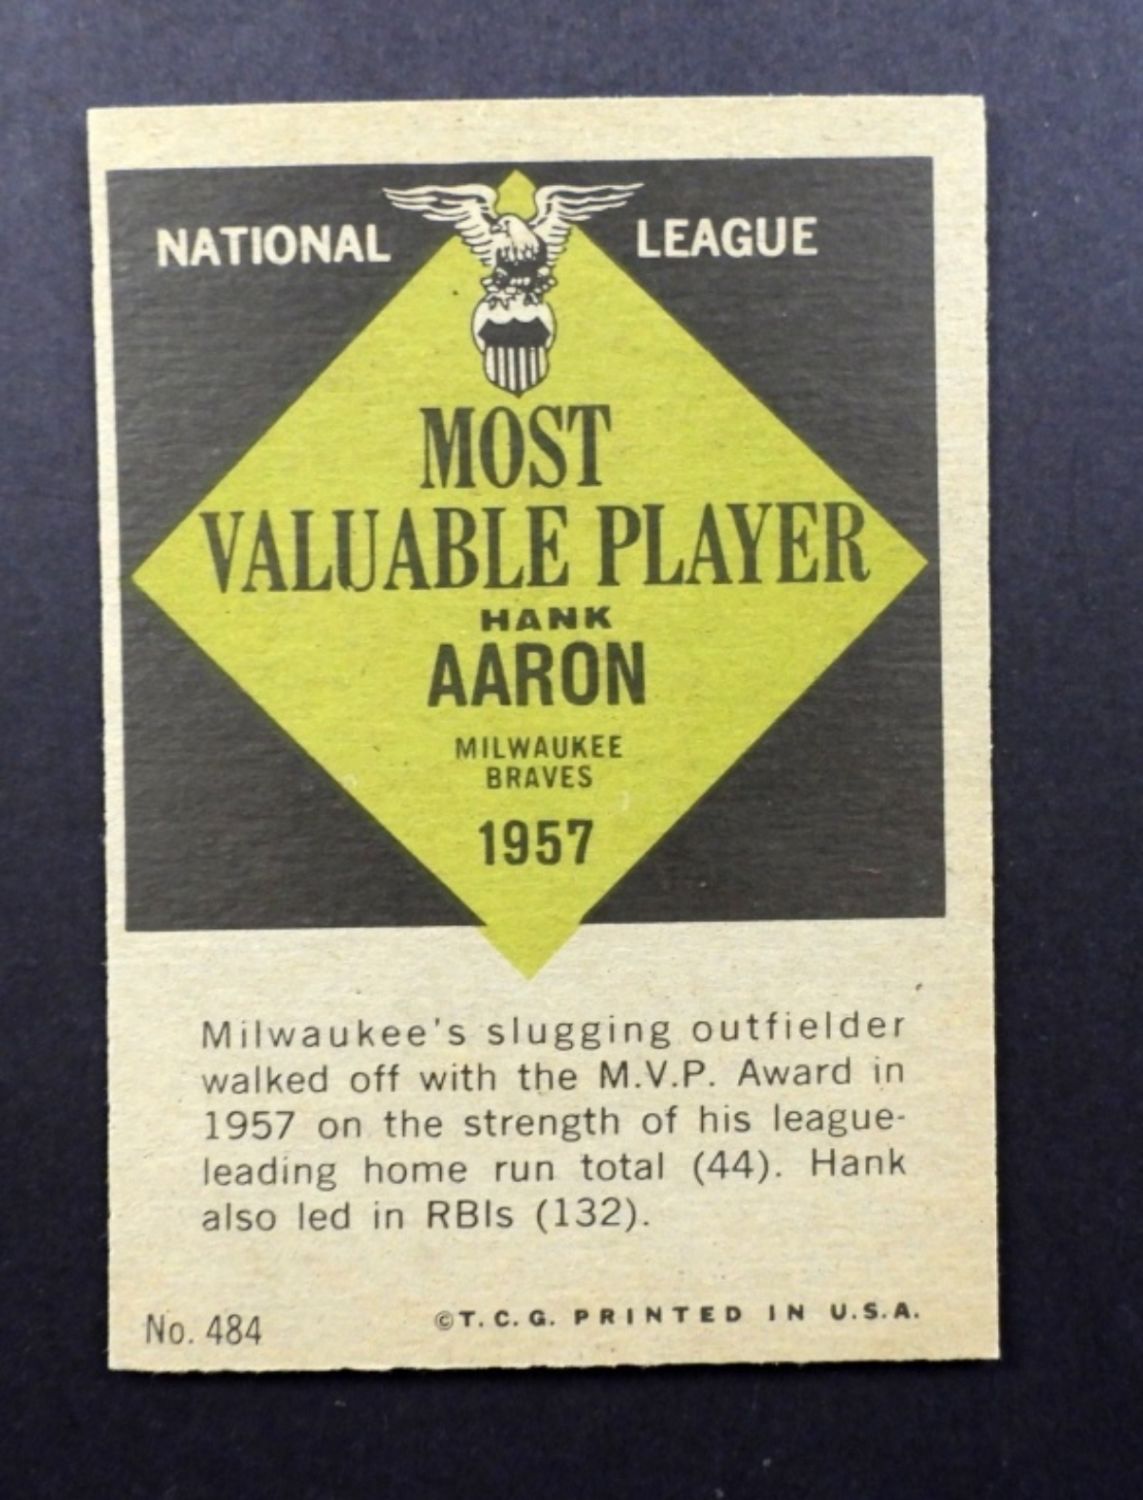 NATIONAL LEAGUE
MOST
VALUABLE PLAYER
HANK
AARON
MILWAUKEE
BRAVES
1957
Milwaukee's slugging outfielder
walked off with the M.V.P. Award in
1957 on the strength of his league-
leading home run total (44). Hank
also led in RBIs (132).
No. 484 ©T.C.G. PRINTED IN U.S.A.